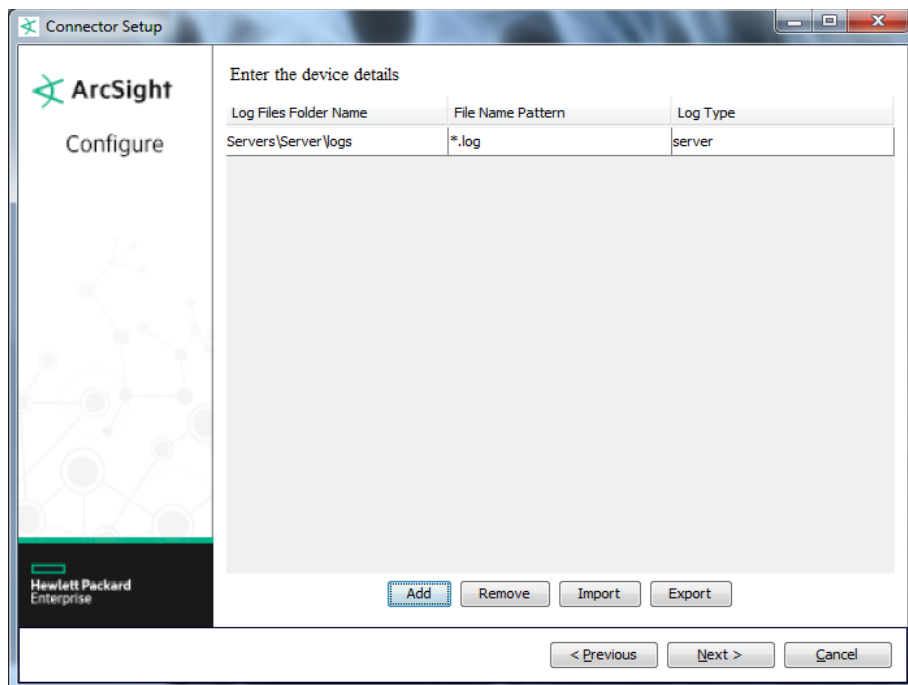 Connector Setup
ArcSight
Configure
Enter the device details
Log Files Folder Name File Name Pattern Log Type
Servers\Server\logs *.log server
Hewlett Packard
Enterprise
Add Remove Import Export
< Previous Next > Cancel